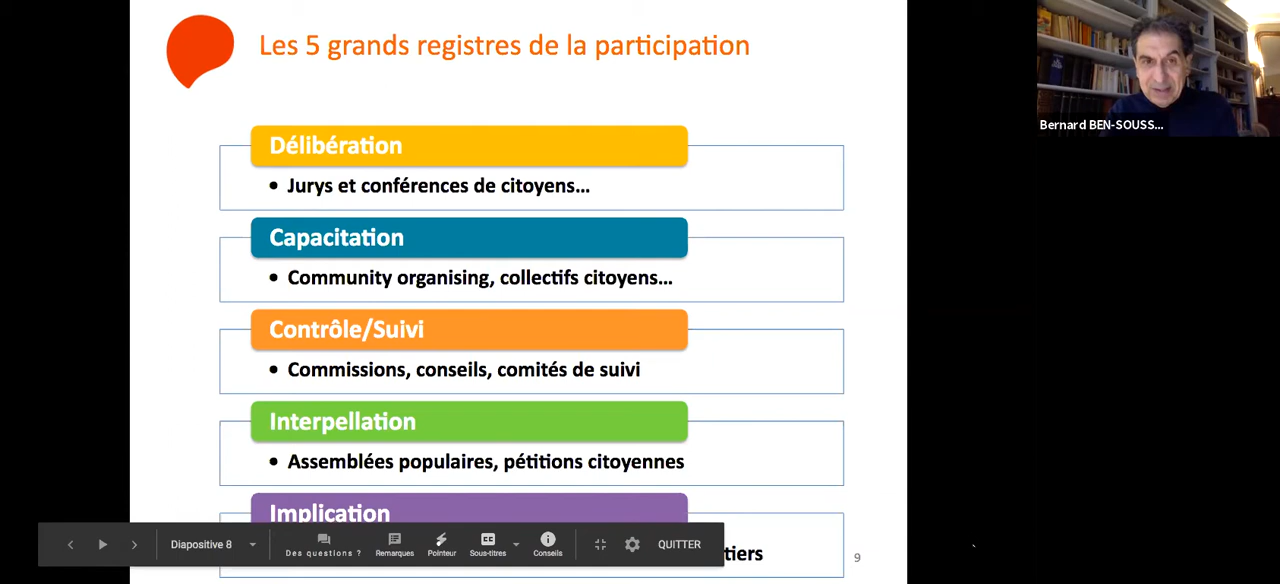 Les 5 grands registres de la participation
Bernard BEN-SOUSS...
Délibération
• Jurys et conférences de citoyens...
Capacitation
• Community organising, collectifs citoyens...
Contrôle/Suivi
• Commissions, conseils, comités de suivi
Interpellation
• Assemblées populaires, pétitions citoyennes
Implication
tiers
9
Diapositive 8
Des questions ?
Remarques
Pointeur
CC
Sous-titres
Conseils
QUITTER